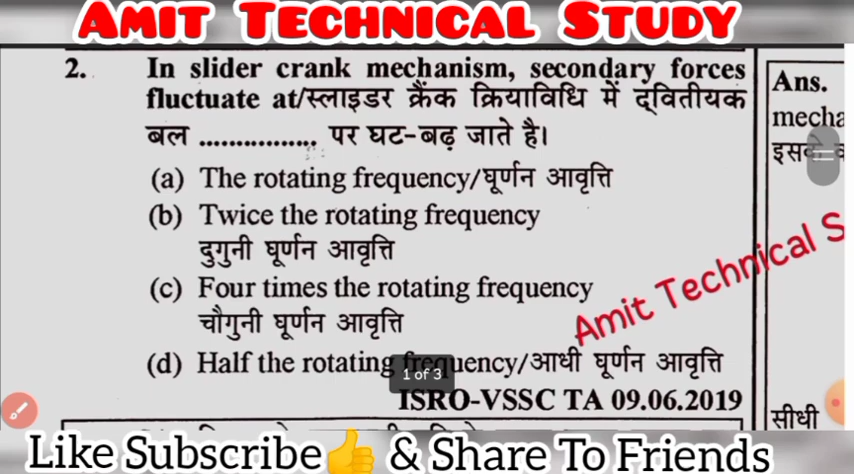 AMIT TECHNICAL STUDY
2. In slider crank mechanism, secondary forces
fluctuate at/स्लाइडर क्रैंक क्रियाविधि में द्वितीयक
बल ................ पर घट-बढ़ जाते है।
(a) The rotating frequency/घूर्णन आवृत्ति
(b) Twice the rotating frequency
दुगुनी घूर्णन आवृत्ति
(c) Four times the rotating frequency
चौगुनी घूर्णन आवृत्ति
(d) Half the rotating frequency/आधी घूर्णन आवृत्ति
1 of 3
ISRO-VSSC TA 09.06.2019
Ans.
mecha
सीधी
Amit Technical S
Like Subscribe👍 & Share To Friends